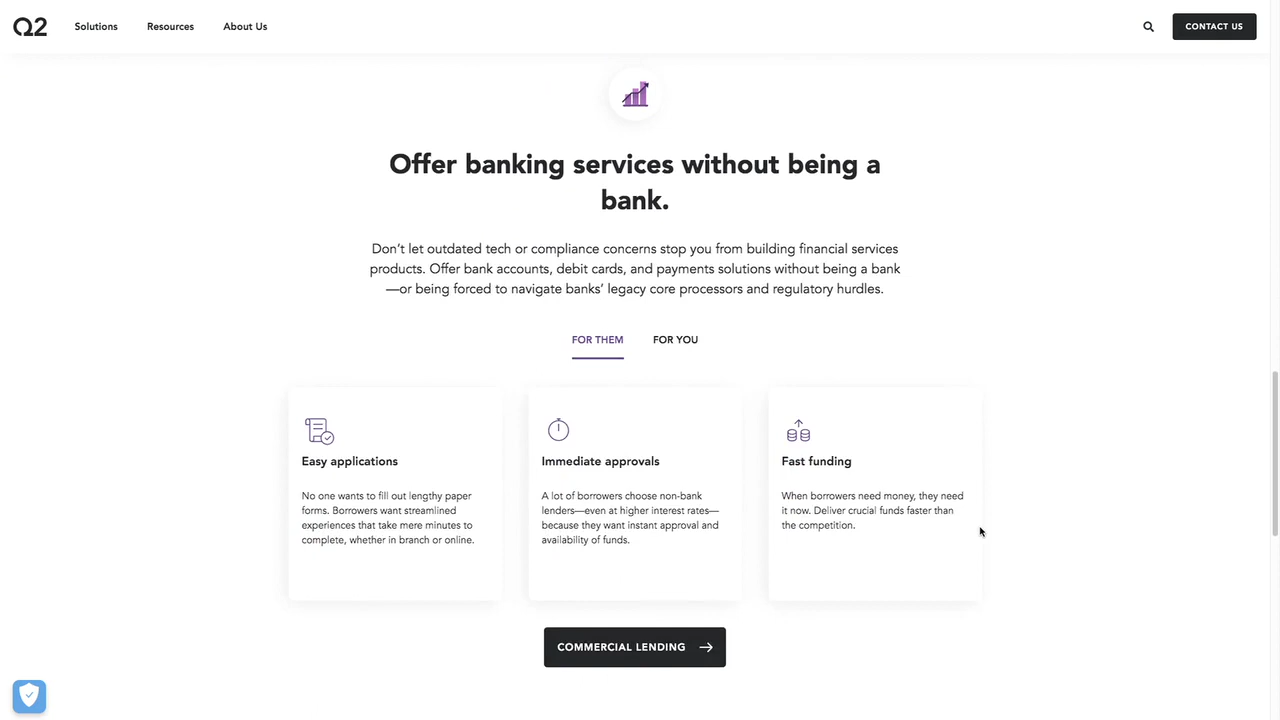 Q2
Solutions
Resources
About Us
CONTACT US
Offer banking services without being a
bank.
Don’t let outdated tech or compliance concerns stop you from building financial services
products. Offer bank accounts, debit cards, and payments solutions without being a bank
—or being forced to navigate banks’ legacy core processors and regulatory hurdles.
FOR THEM
FOR YOU
Easy applications
No one wants to fill out lengthy paper
forms. Borrowers want streamlined
experiences that take mere minutes to
complete, whether in branch or online.
Immediate approvals
A lot of borrowers choose non-bank
lenders—even at higher interest rates—
because they want instant approval and
availability of funds.
Fast funding
When borrowers need money, they need
it now. Deliver crucial funds faster than
the competition.
COMMERCIAL LENDING